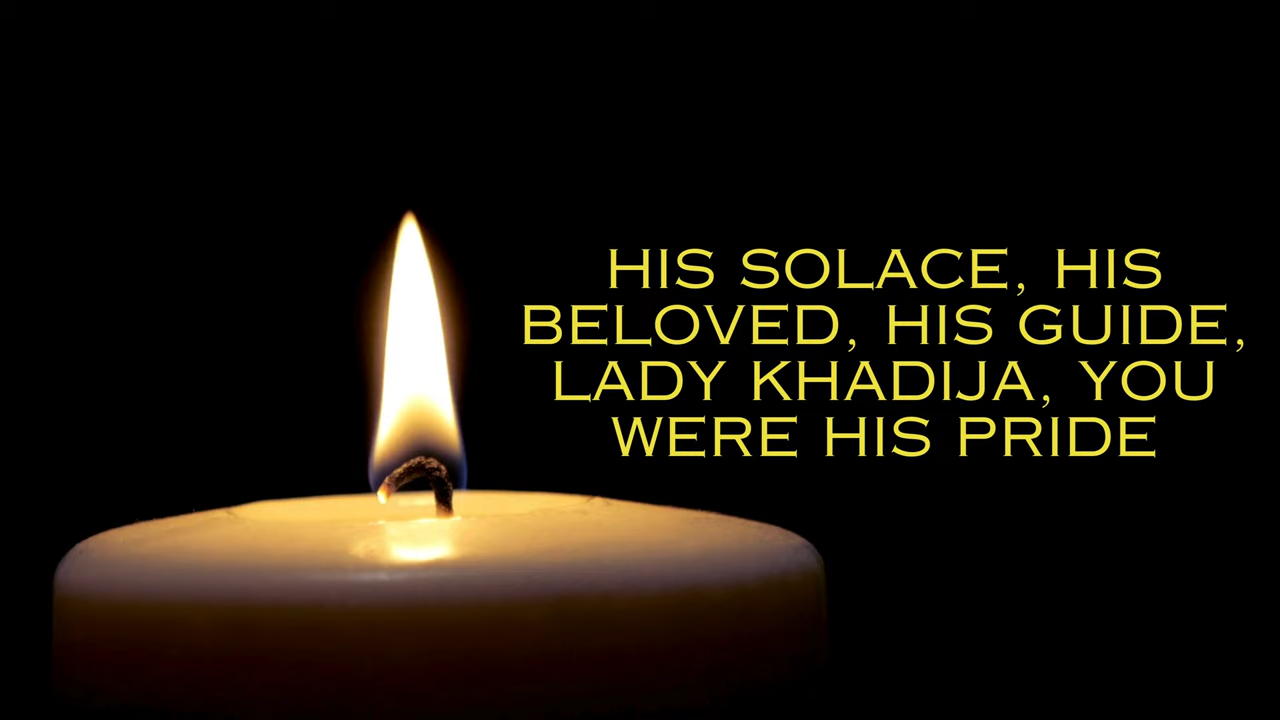 HIS SOLACE, HIS
BELOVED, HIS GUIDE,
LADY KHADIJA, YOU
WERE HIS PRIDE